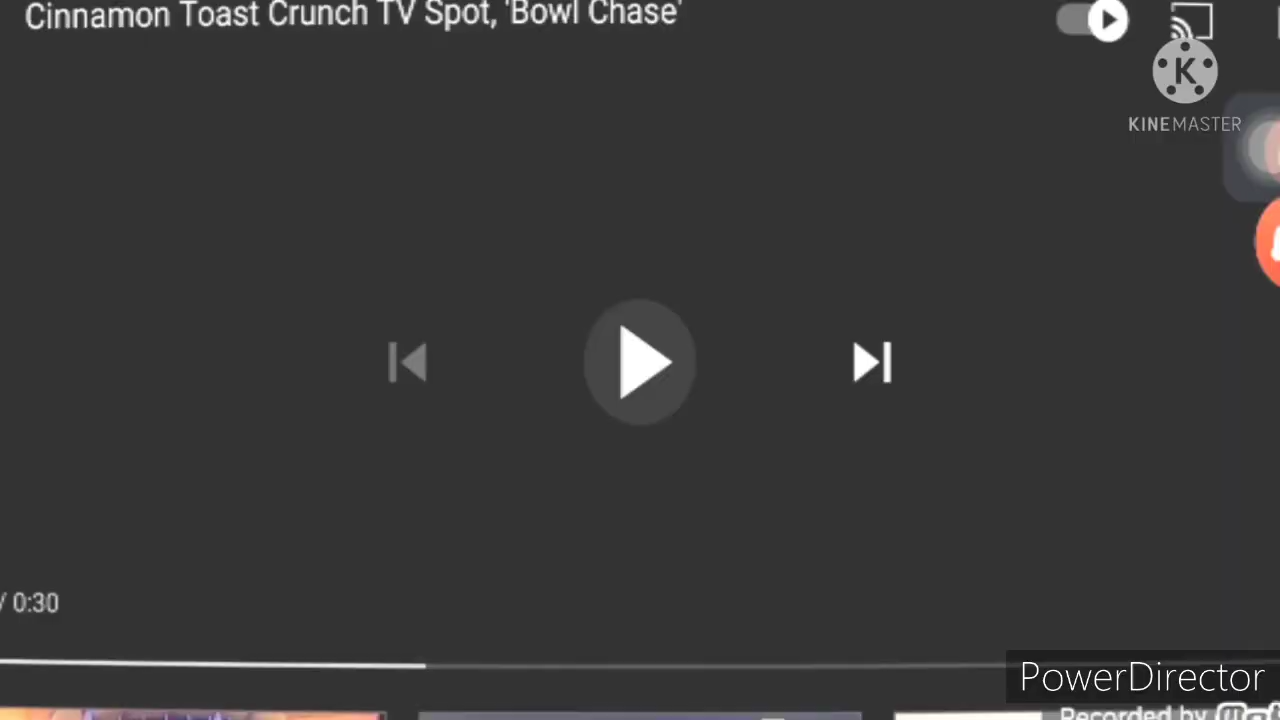 Cinnamon Toast Crunch TV Spot, 'Bowl Chase'
K
KINEMASTER
/ 0:30
PowerDirector
Recorded by